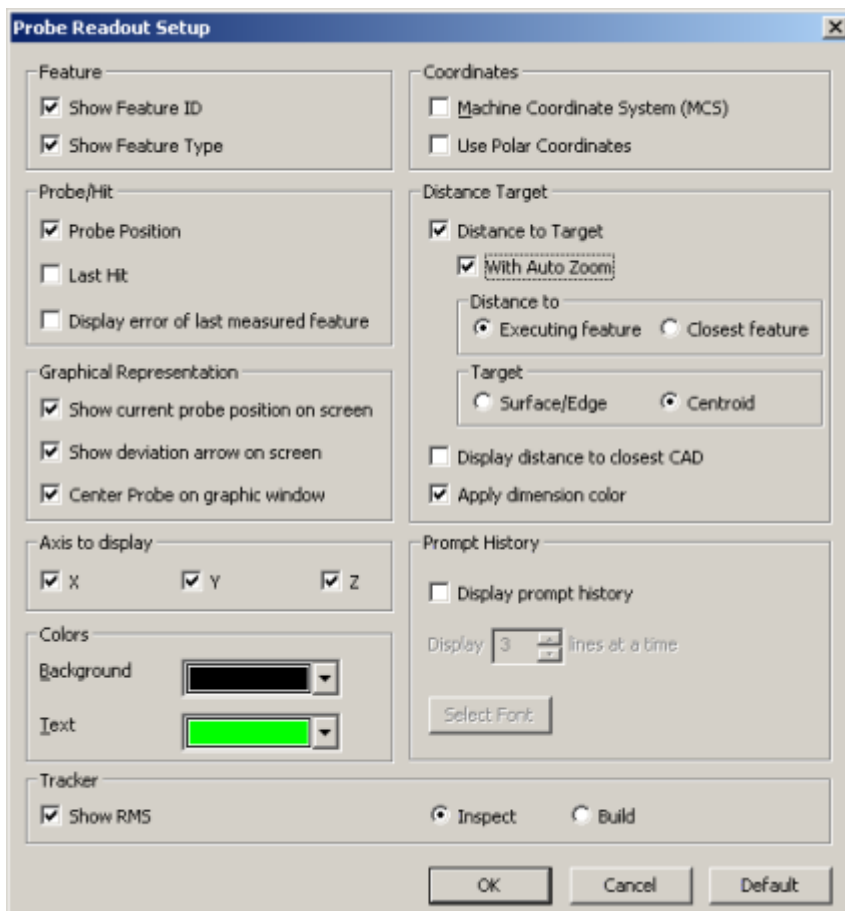 Probe Readout Setup
Feature
Show Feature ID
Show Feature Type
Coordinates
Machine Coordinate System (MCS)
Use Polar Coordinates
Probe/Hit
Probe Position
Last Hit
Display error of last measured feature
Distance Target
Distance to Target
With Auto Zoom
Distance to
Executing feature Closest feature
Target
Surface/Edge Centroid
Display distance to closest CAD
Apply dimension color
Graphical Representation
Show current probe position on screen
Show deviation arrow on screen
Center Probe on graphic window
Axis to display
X Y Z
Prompt History
Display prompt history
Display 3 lines at a time
Select Font
Colors
Background
Text
Tracker
Show RMS Inspect Build
OK Cancel Default